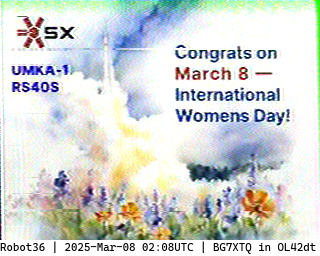 SX
UMKA-1
RS40S
Congrats on
March 8 —
International
Womens Day!
Robot36 | 2025-Mar-08 02:08UTC | BG7XTQ in OL42dt